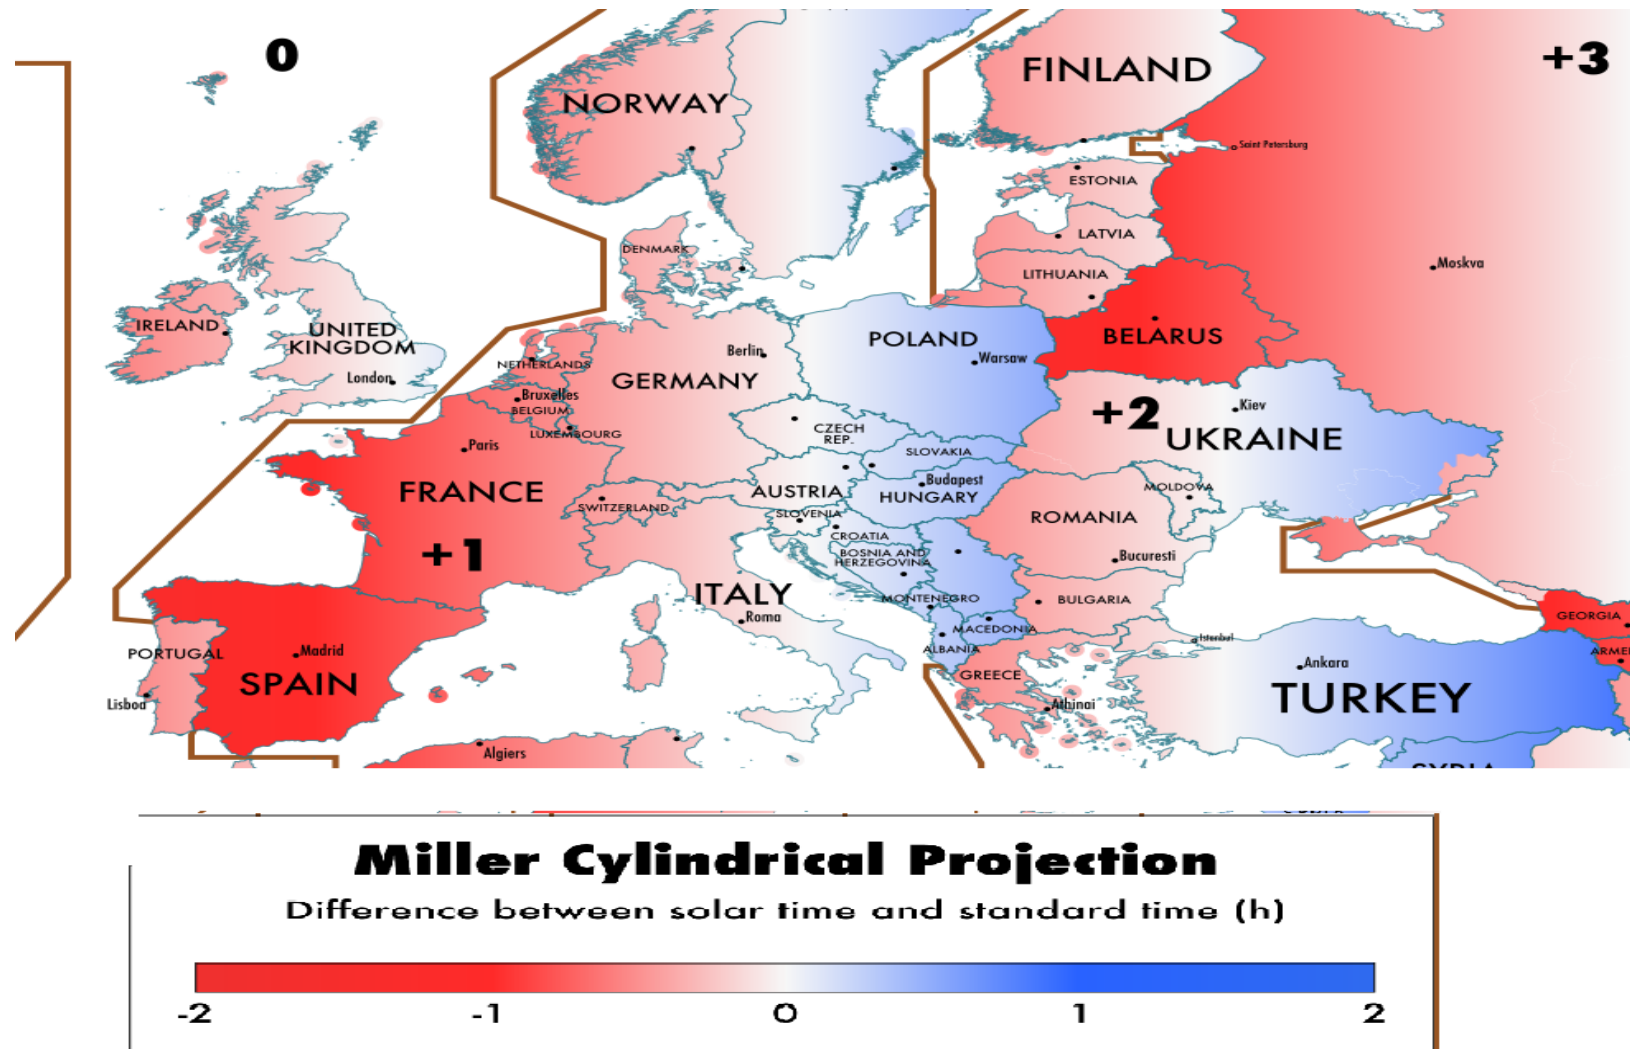 0
+3
FINLAND
NORWAY
Saint Petersburg
ESTONIA
DENMARK
LATVIA
Moskva
LITHUANIA
IRELAND
UNITED
KINGDOM
London
NETHERLANDS
Berlin
POLAND
Warsaw
BELARUS
GERMANY
Bruxelles
BELGIUM
LUXEMBOURG
CZECH
REP.
+2
Kiev
UKRAINE
Paris
FRANCE
SLOVAKIA
AUSTRIA
Budapest
HUNGARY
MOLDOVA
SWITZERLAND
SLOVENIA
CROATIA
ROMANIA
+1
BOSNIA AND
HERZEGOVINA
Bucuresti
ITALY
MONTENEGRO
BULGARIA
Roma
MACEDONIA
GEORGIA
PORTUGAL
Madrid
ALBANIA
Istanbul
ARME
SPAIN
GREECE
Ankara
TURKEY
Lisboa
Athinai
Algiers
SYRIA
Miller Cylindrical Projection
Difference between solar time and standard time (h)
-2 -1 0 1 2